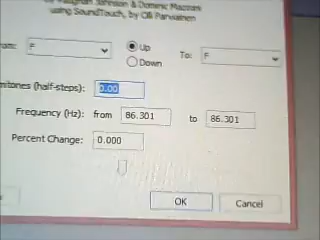 by Vaughan Johnson & Dominic Mazzoni
using SoundTouch, by Olli Parviainen
om: F Up To: F
Down
mitones (half-steps): 0.00
Frequency (Hz): from 86.301 to 86.301
Percent Change: 0.000
OK Cancel